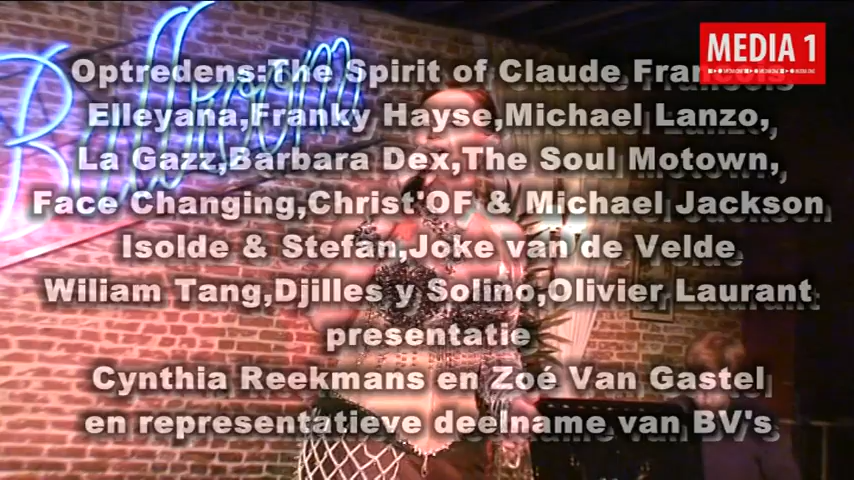 Ballroom
MEDIA 1
Optredens:The Spirit of Claude Francois
Elleyana,Franky Hayse,Michael Lanzo,
La Gazz,Barbara Dex,The Soul Motown,
Face Changing,Christ'OF & Michael Jackson
Isolde & Stefan,Joke van de Velde
Wiliam Tang,Djilles y Solino,Olivier Laurant
presentatie
Cynthia Reekmans en Zoé Van Gastel
en representatieve deelname van BV's